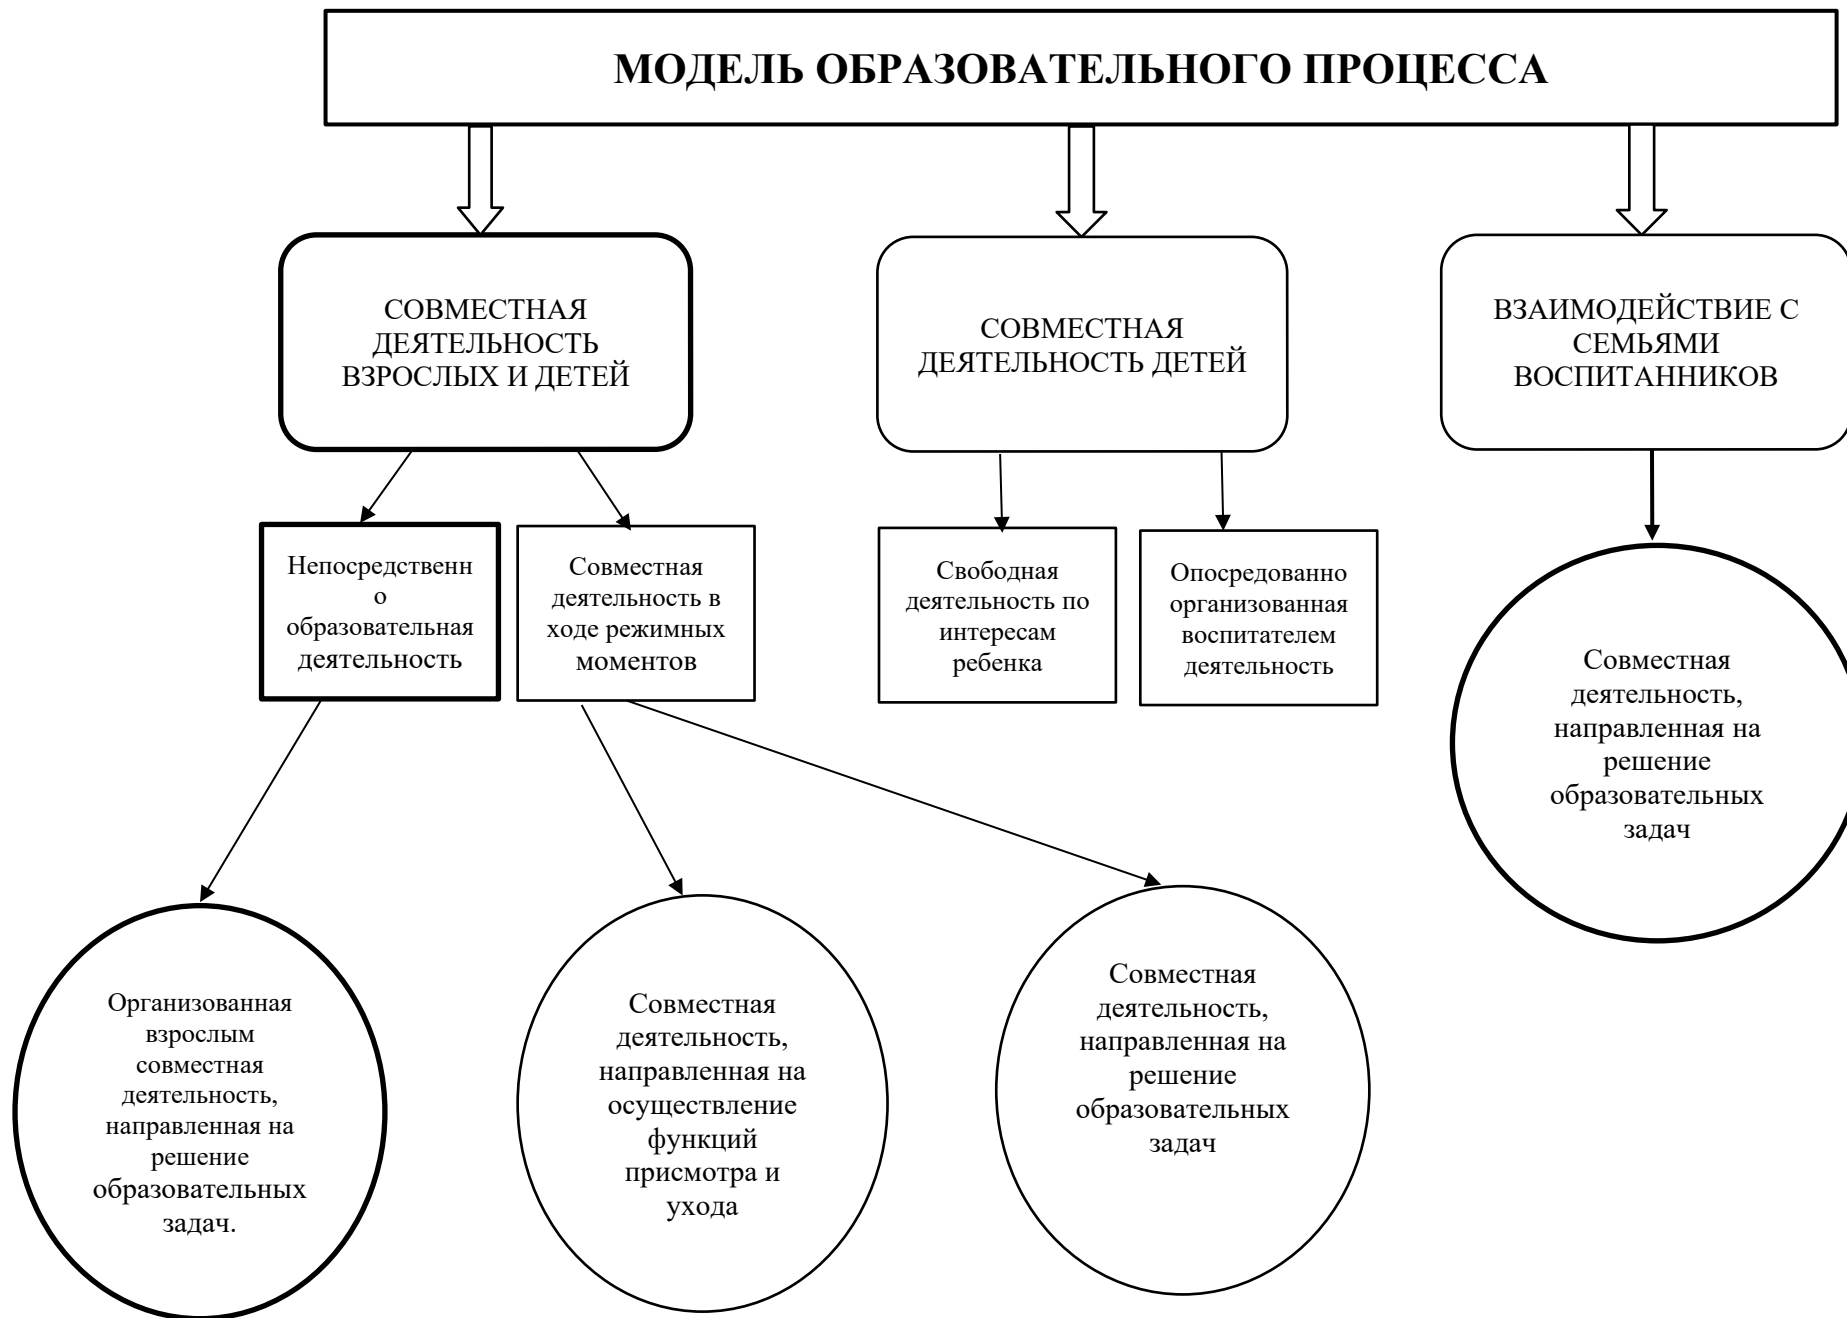 МОДЕЛЬ ОБРАЗОВАТЕЛЬНОГО ПРОЦЕССА
СОВМЕСТНАЯ
ДЕЯТЕЛЬНОСТЬ
ВЗРОСЛЫХ И ДЕТЕЙ
СОВМЕСТНАЯ
ДЕЯТЕЛЬНОСТЬ ДЕТЕЙ
ВЗАИМОДЕЙСТВИЕ С
СЕМЬЯМИ
ВОСПИТАННИКОВ
Непосредственн
о
образовательная
деятельность
Совместная
деятельность в
ходе режимных
моментов
Свободная
деятельность по
интересам
ребенка
Опосредованно
организованная
воспитателем
деятельность
Совместная
деятельность,
направленная на
решение
образовательных
задач
Организованная
взрослым
совместная
деятельность,
направленная на
решение
образовательных
задач.
Совместная
деятельность,
направленная на
осуществление
функций
присмотра и
ухода
Совместная
деятельность,
направленная на
решение
образовательных
задач